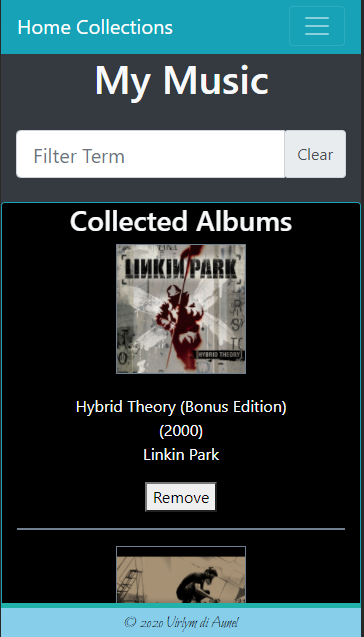 Home Collections
My Music
Filter Term
Clear
Collected Albums
LINKIN PARK
[HYBRID THEORY]
Hybrid Theory (Bonus Edition)
(2000)
Linkin Park
Remove
© 2020 Virlym di Aunel